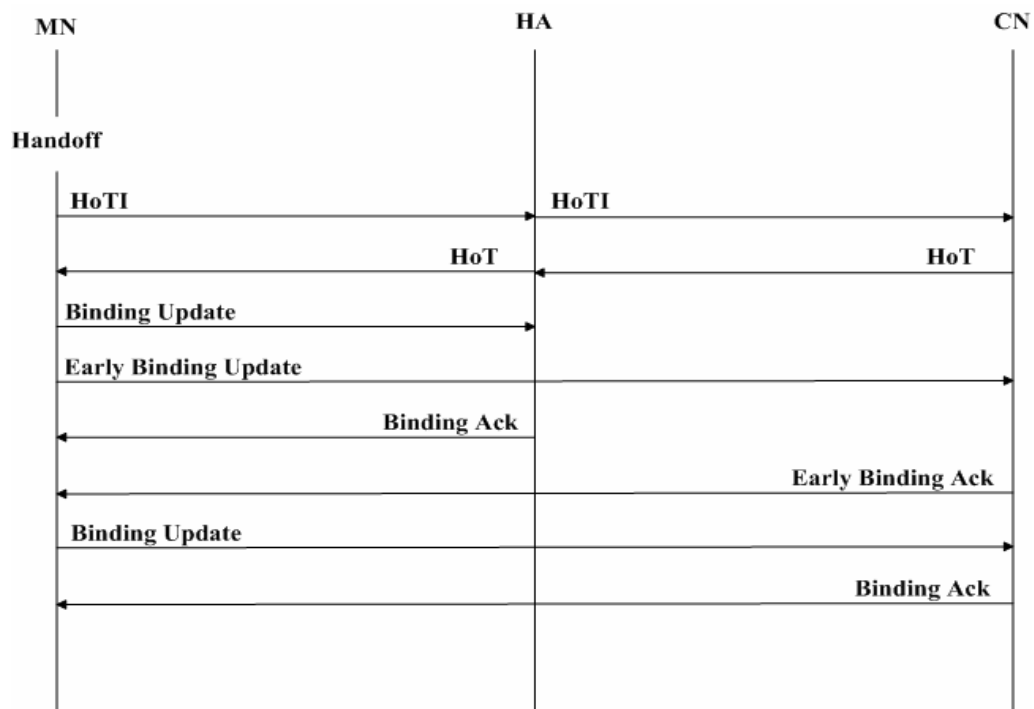 MN HA CN
Handoff
HoTI HoTI
HoT HoT
Binding Update
Early Binding Update
Binding Ack
Early Binding Ack
Binding Update
Binding Ack